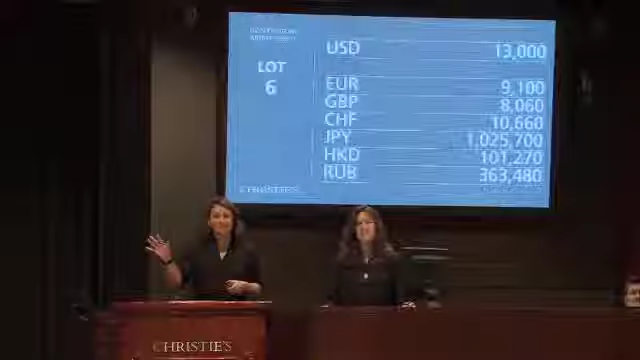 USD 13,000
LOT
6
EUR 9,100
GBP 8,060
CHF 10,660
JPY 1,025,700
HKD 101,270
RUB 363,480
CHRISTIE'S
CHRISTIE'S